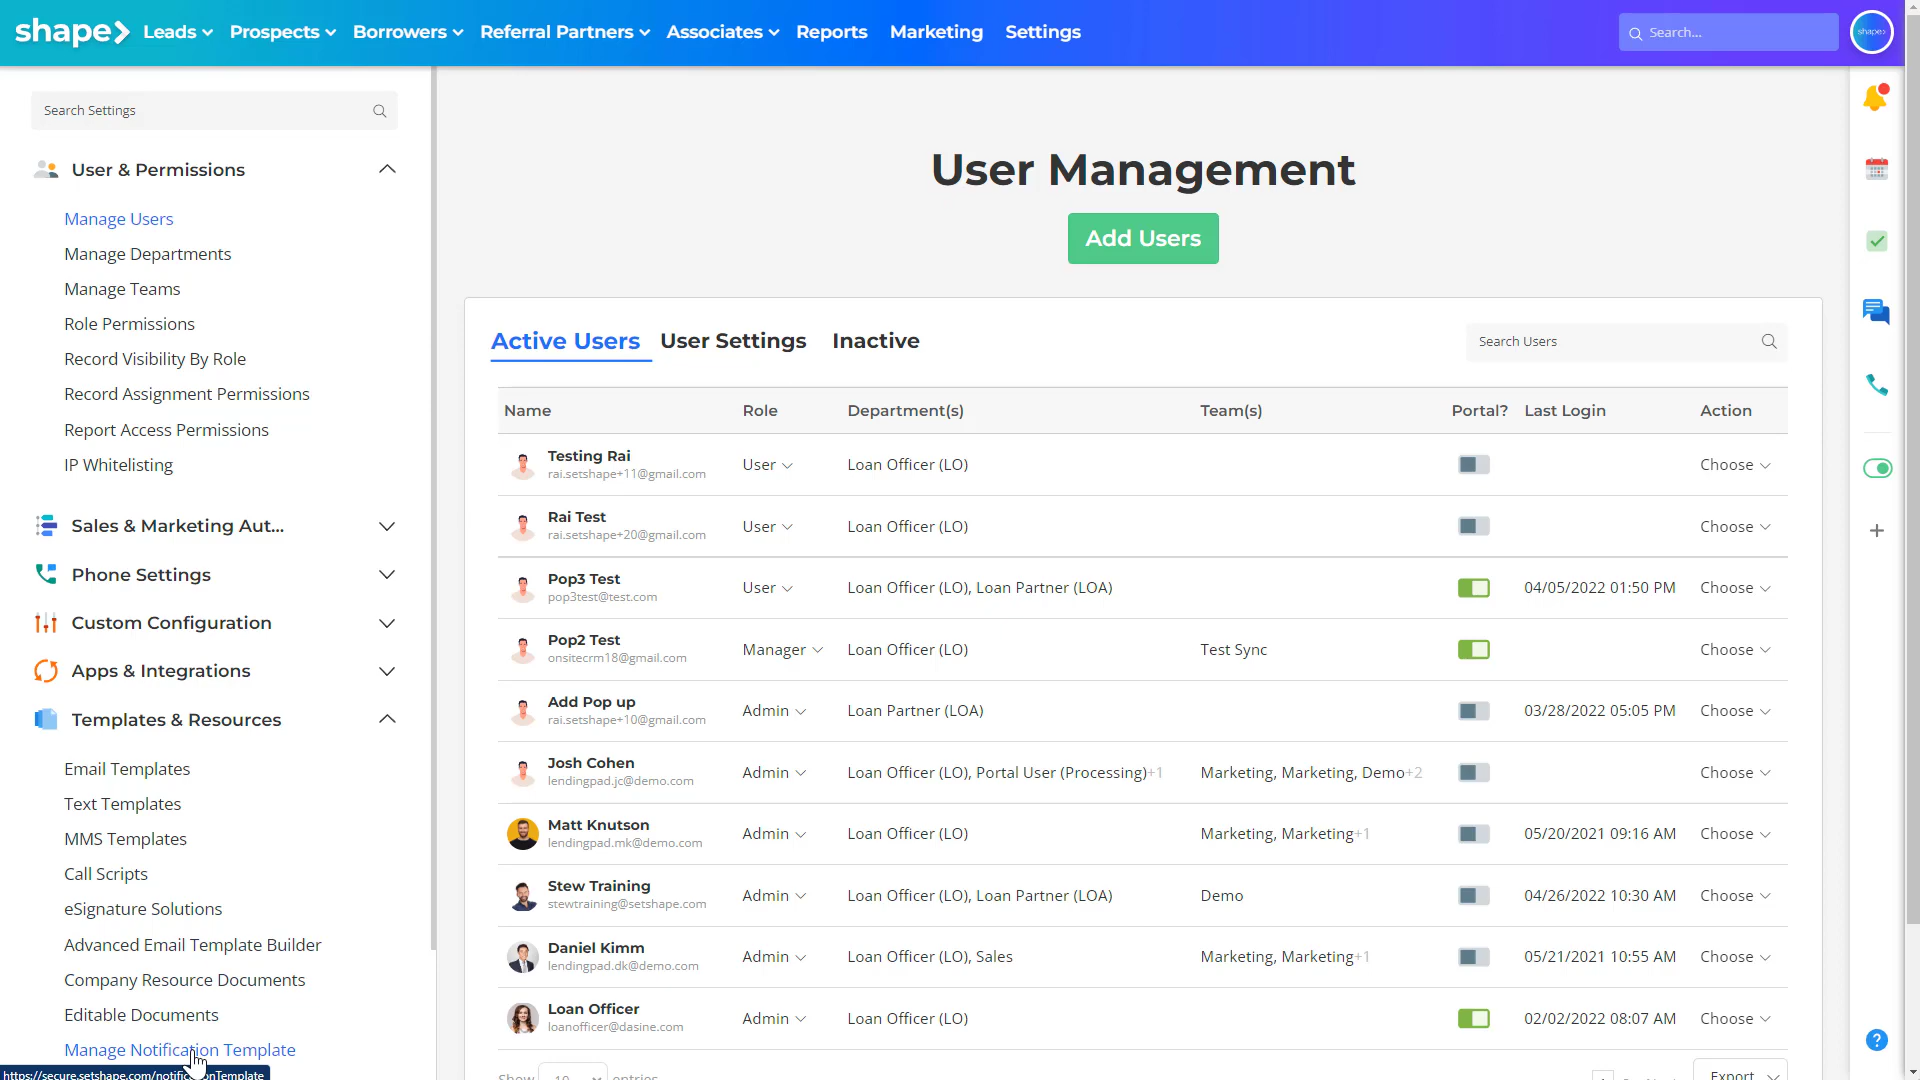 shape Leads Prospects Borrowers Referral Partners Associates Reports Marketing Settings Search... shape
Search Settings
User & Permissions
Manage Users
Manage Departments
Manage Teams
Role Permissions
Record Visibility By Role
Record Assignment Permissions
Report Access Permissions
IP Whitelisting
Sales & Marketing Aut...
Phone Settings
Custom Configuration
Apps & Integrations
Templates & Resources
Email Templates
Text Templates
MMS Templates
Call Scripts
eSignature Solutions
Advanced Email Template Builder
Company Resource Documents
Editable Documents
Manage Notification Template
User Management
Add Users
Active Users User Settings Inactive Search Users
Name Role Department(s) Team(s) Portal? Last Login Action
Testing Rai
rai.setshape+11@gmail.com
User Loan Officer (LO) Choose
Rai Test
rai.setshape+20@gmail.com
User Loan Officer (LO) Choose
Pop3 Test
pop3test@test.com
User Loan Officer (LO), Loan Partner (LOA) 04/05/2022 01:50 PM Choose
Pop2 Test
onsitecrm18@gmail.com
Manager Loan Officer (LO) Test Sync Choose
Add Pop up
rai.setshape+10@gmail.com
Admin Loan Partner (LOA) 03/28/2022 05:05 PM Choose
Josh Cohen
lendingpad.jc@demo.com
Admin Loan Officer (LO), Portal User (Processing)+1 Marketing, Marketing, Demo+2 Choose
Matt Knutson
lendingpad.mk@demo.com
Admin Loan Officer (LO) Marketing, Marketing+1 05/20/2021 09:16 AM Choose
Stew Training
stewtraining@setshape.com
Admin Loan Officer (LO), Loan Partner (LOA) Demo 04/26/2022 10:30 AM Choose
Daniel Kimm
lendingpad.dk@demo.com
Admin Loan Officer (LO), Sales Marketing, Marketing+1 05/21/2021 10:55 AM Choose
Loan Officer
loanofficer@dasine.com
Admin Loan Officer (LO) 02/02/2022 08:07 AM Choose
Show 10 entries Export
?